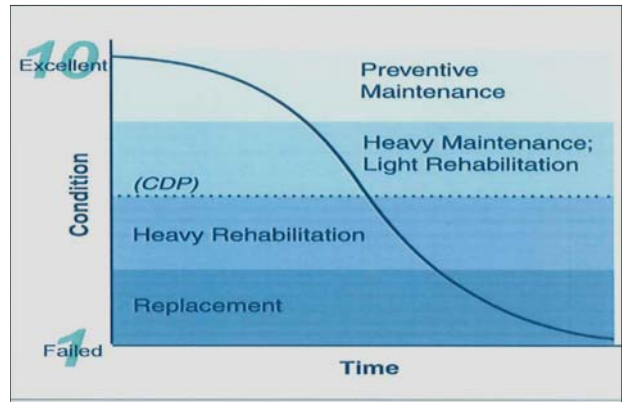 10
Excellent
Preventive
Maintenance
Heavy Maintenance;
Light Rehabilitation
(CDP)
Condition
Heavy Rehabilitation
Replacement
1
Failed
Time